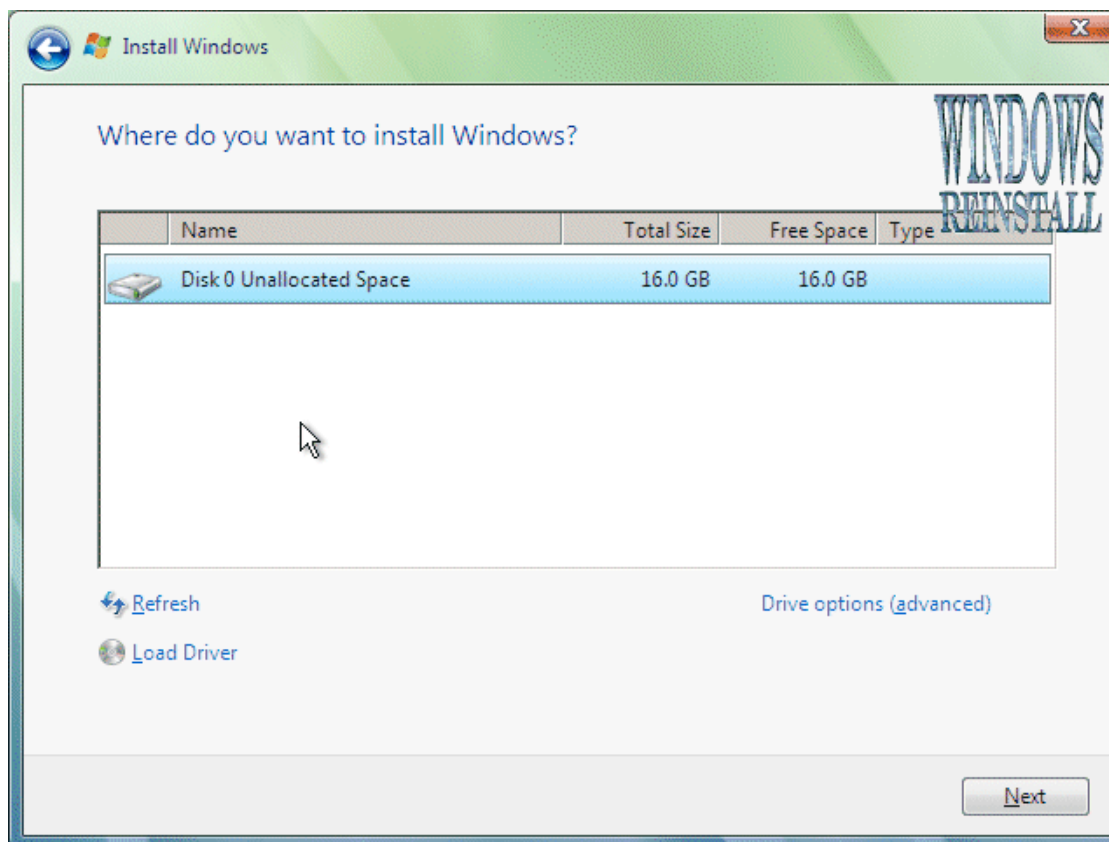 Install Windows
X
WINDOWS
REINSTALL
Where do you want to install Windows?
Name Total Size Free Space Type
Disk 0 Unallocated Space 16.0 GB 16.0 GB
Refresh Drive options (advanced)
Load Driver
Next